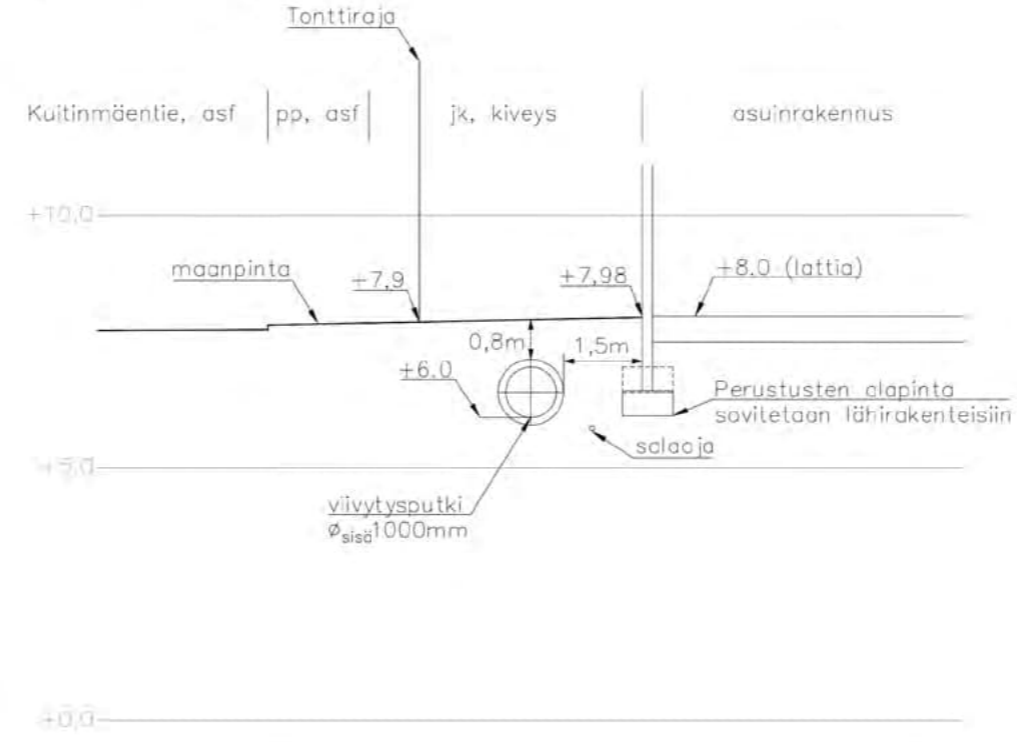 Tonttiraja
Kuitinmäentie, asf
pp, asf
jk, kiveys
asuinrakennus
+10,0
maanpinta
+7,9
+7,98
+8.0 (lattia)
0,8m
1,5m
+6.0
Perustusten alapinta
sovitetaan lähirakenteisiin
salaoja
+5,0
viivytysputki
Øsisä1000mm
+0,0